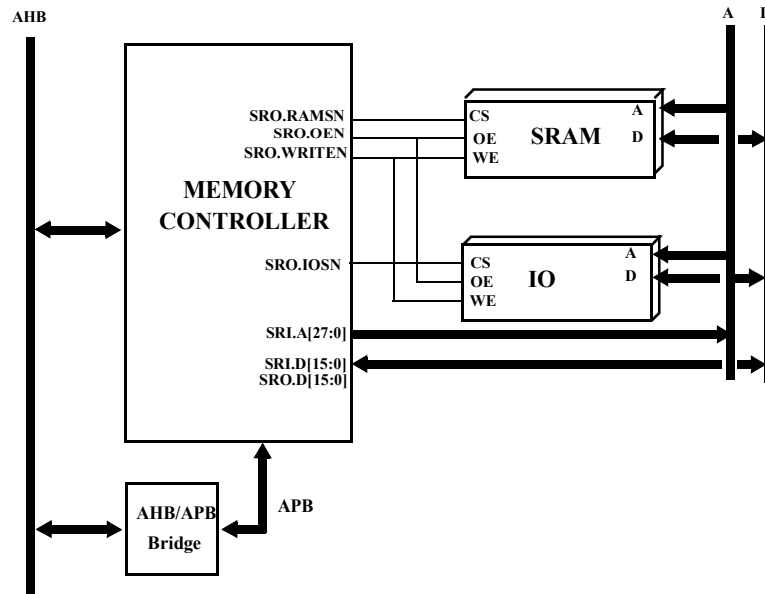 AHB
A
SRO.RAMSN
SRO.OEN
SRO.WRITEN
MEMORY
CONTROLLER
SRO.IOSN
SRI.A[27:0]
SRI.D[15:0]
SRO.D[15:0]
CS
OE
WE
SRAM
A
D
CS
OE
WE
IO
A
D
APB
AHB/APB
Bridge